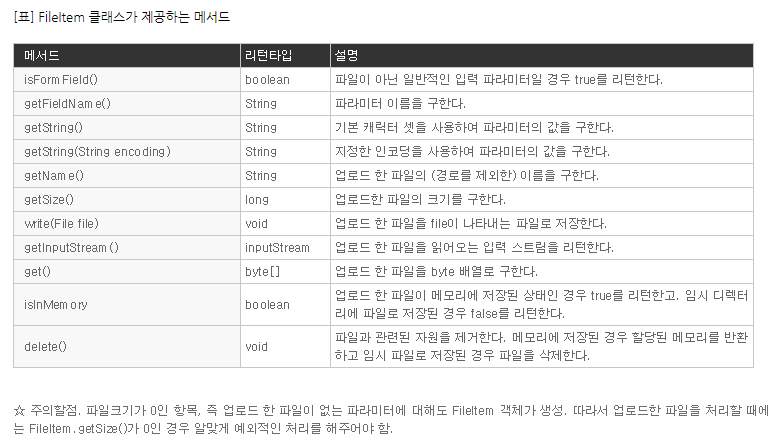 [표] FileItem 클래스가 제공하는 메서드
메서드 리턴타입 설명
isFormField() boolean 파일이 아닌 일반적인 입력 파라미터일 경우 true를 리턴한다.
getFieldName() String 파라미터 이름을 구한다.
getString() String 기본 캐릭터 셋을 사용하여 파라미터의 값을 구한다.
getString(String encoding) String 지정한 인코딩을 사용하여 파라미터의 값을 구한다.
getName() String 업로드 한 파일의 (경로를 제외한) 이름을 구한다.
getSize() long 업로드한 파일의 크기를 구한다.
write(File file) void 업로드 한 파일을 file이 나타내는 파일로 저장한다.
getInputStream() inputStream 업로드 한 파일을 읽어오는 입력 스트림을 리턴한다.
get() byte[] 업로드 한 파일을 byte 배열로 구한다.
isInMemory boolean 업로드 한 파일이 메모리에 저장된 상태인 경우 true를 리턴한고. 임시 디렉터
리에 파일로 저장된 경우 false를 리턴한다.
delete() void 파일과 관련된 자원을 제거한다. 메모리에 저장된 경우 할당된 메모리를 반환
하고 임시 파일로 저장된 경우 파일을 삭제한다.
☆ 주의할점. 파일크기가 0인 항목, 즉 업로드 한 파일이 없는 파라미터에 대해도 FileItem 객체가 생성. 따라서 업로드한 파일을 처리할 때에
는 FileItem.getSize()가 0인 경우 알맞게 예외적인 처리를 해주어야 함.